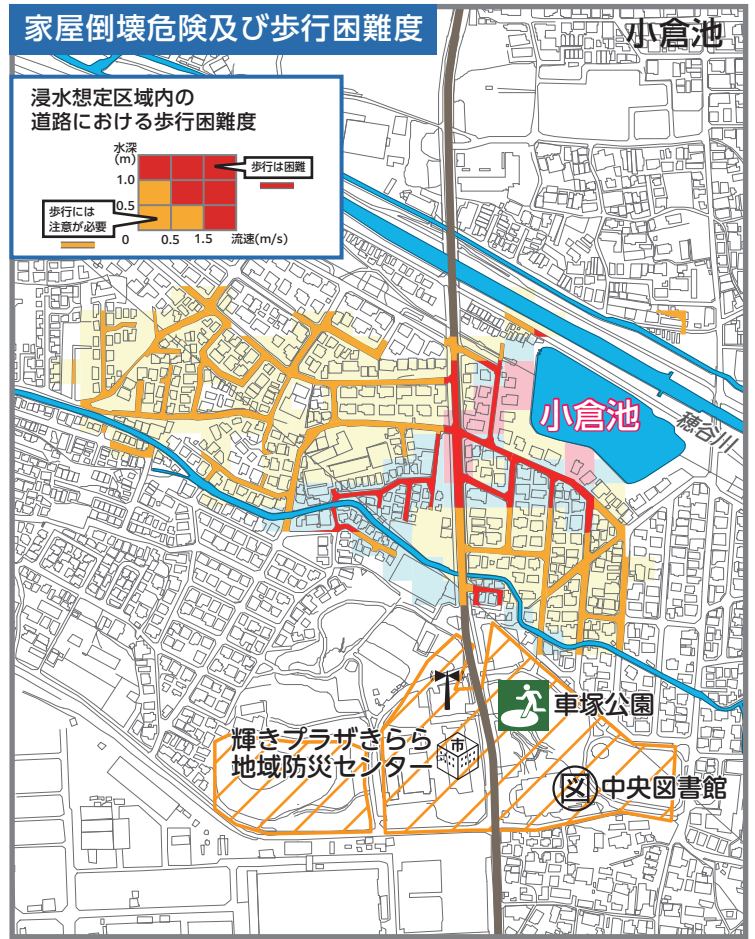 家屋倒壊危険及び歩行困難度
小倉池
浸水想定区域内の
道路における歩行困難度
水深
(m)
歩行は困難
1.0
0.5
歩行には
注意が必要
0
0.5
1.5
流速(m/s)
小倉池
穂谷川
車塚公園
輝きプラザきらら
地域防災センター
市
図
中央図書館